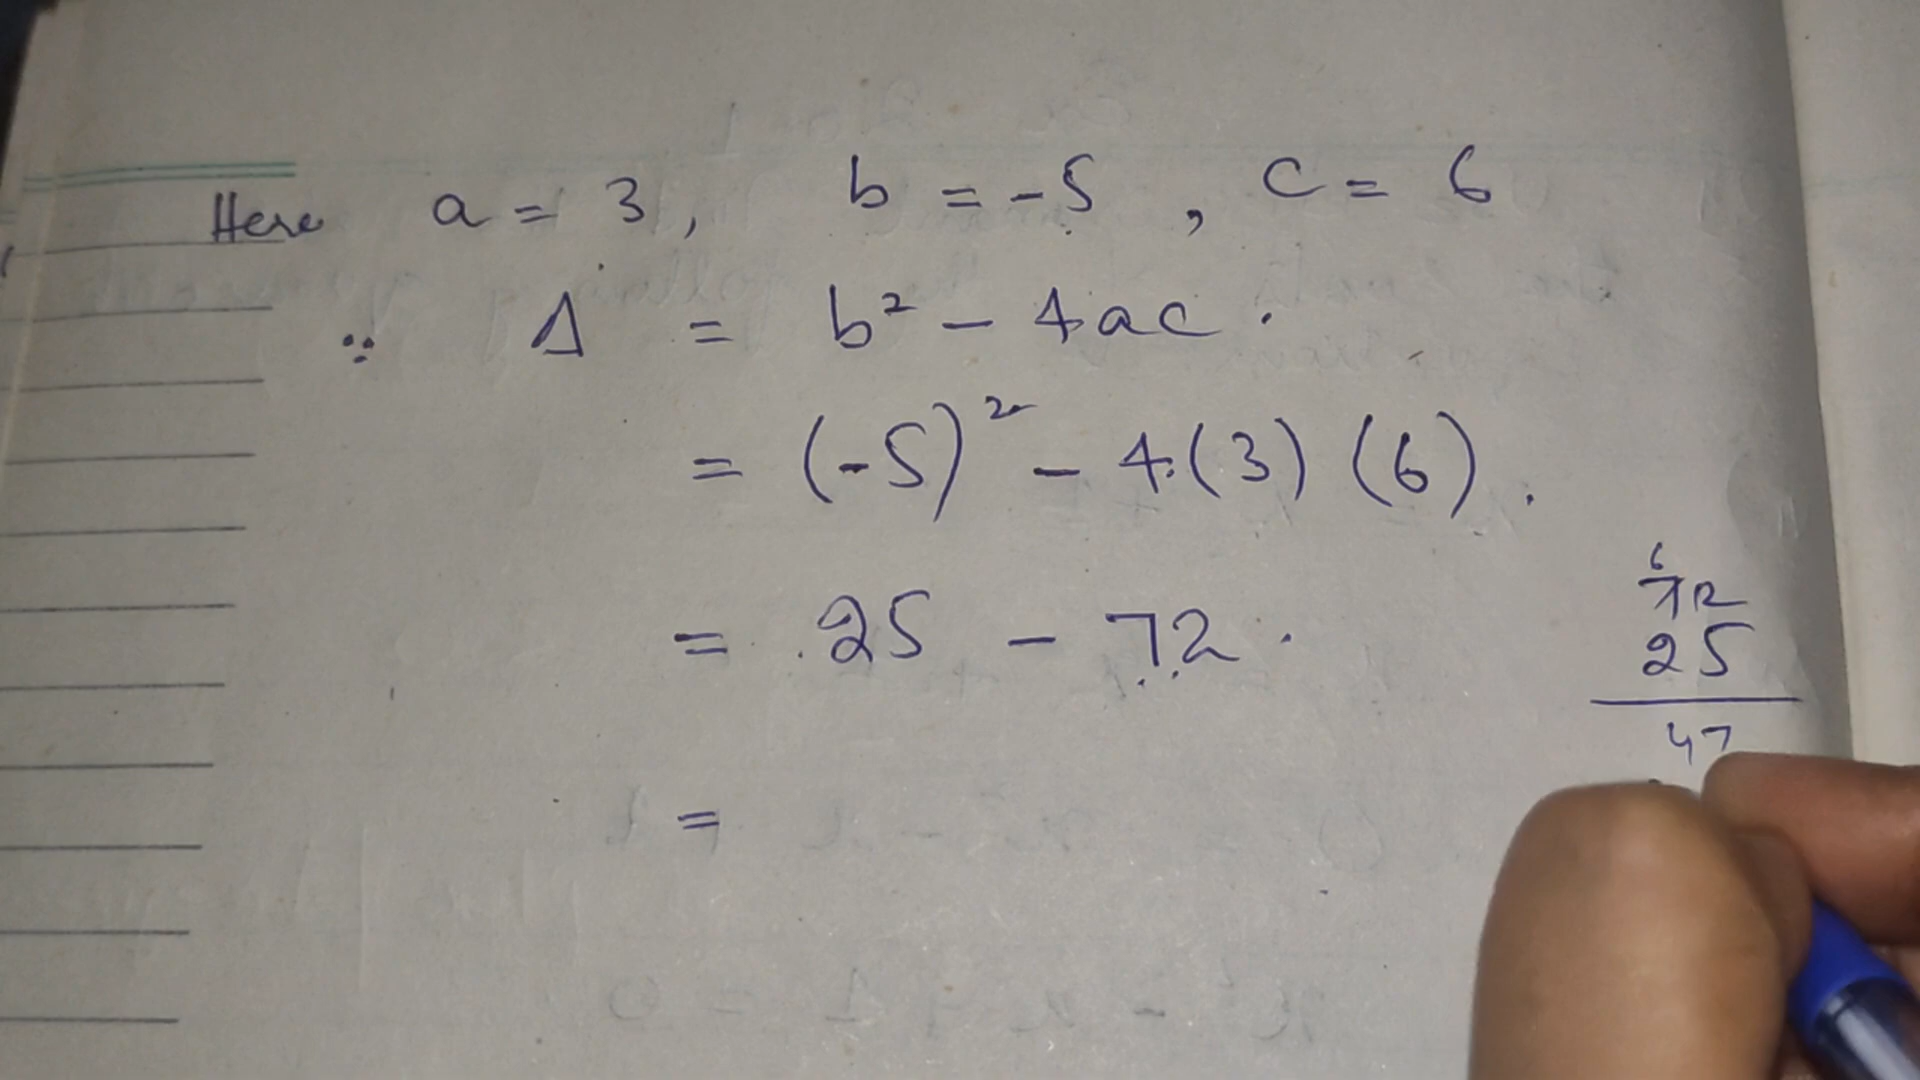 Here a = 3, b = -5, c = 6
∵ Δ = b² - 4ac.
= (-5)² - 4.(3) (6).
= 25 - 72.
=
6
72
25
47